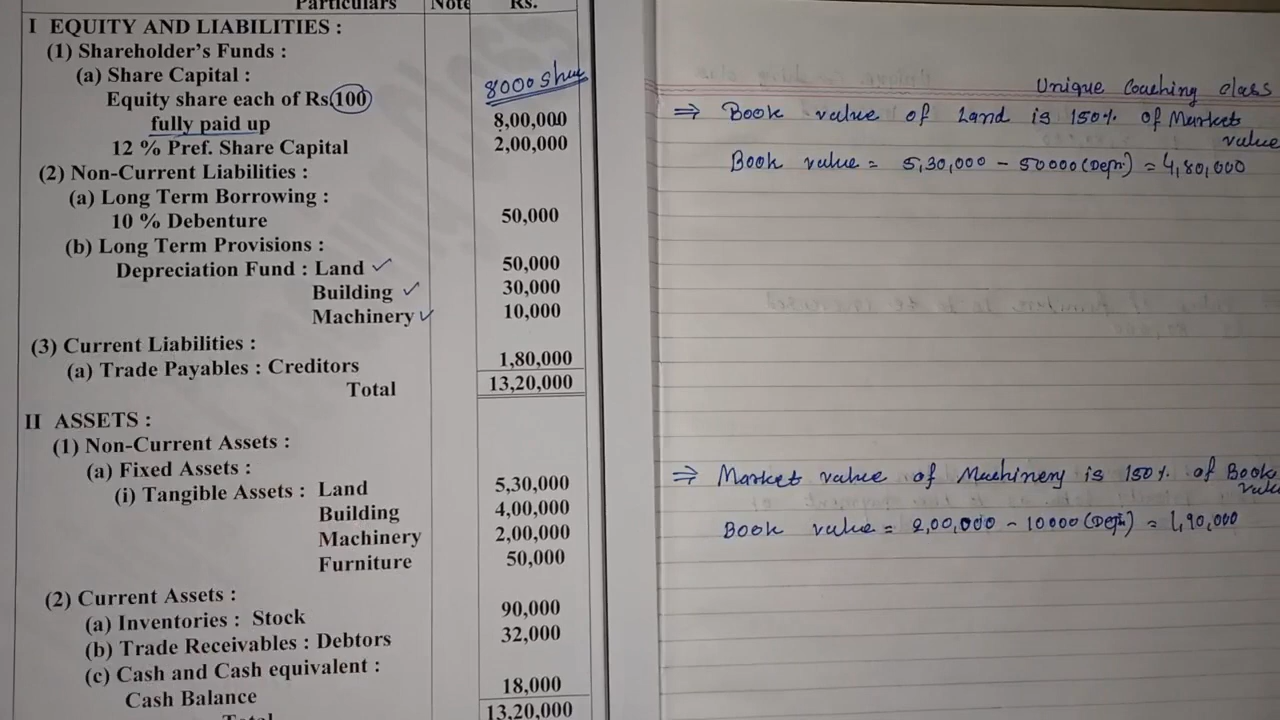 Particulars Note Rs.
I EQUITY AND LIABILITIES :
(1) Shareholder's Funds :
(a) Share Capital :
8000 Share
Equity share each of Rs.100
fully paid up 8,00,000
12 % Pref. Share Capital 2,00,000
(2) Non-Current Liabilities :
(a) Long Term Borrowing :
10 % Debenture 50,000
(b) Long Term Provisions :
Depreciation Fund : Land ✓ 50,000
Building ✓ 30,000
Machinery ✓ 10,000
(3) Current Liabilities :
(a) Trade Payables : Creditors 1,80,000
Total 13,20,000
II ASSETS :
(1) Non-Current Assets :
(a) Fixed Assets :
(i) Tangible Assets : Land 5,30,000
Building 4,00,000
Machinery 2,00,000
Furniture 50,000
(2) Current Assets :
(a) Inventories : Stock 90,000
(b) Trade Receivables : Debtors 32,000
(c) Cash and Cash equivalent :
Cash Balance 18,000
Total 13,20,000
Unique Coaching class
⇒ Book value of Land is 150% of Market
value
Book value = 5,30,000 - 50000 (Depr.) = 4,80,000
⇒ Market value of Machinery is 150% of Book
value
Book value = 2,00,000 - 10000 (Depr.) = 1,90,000